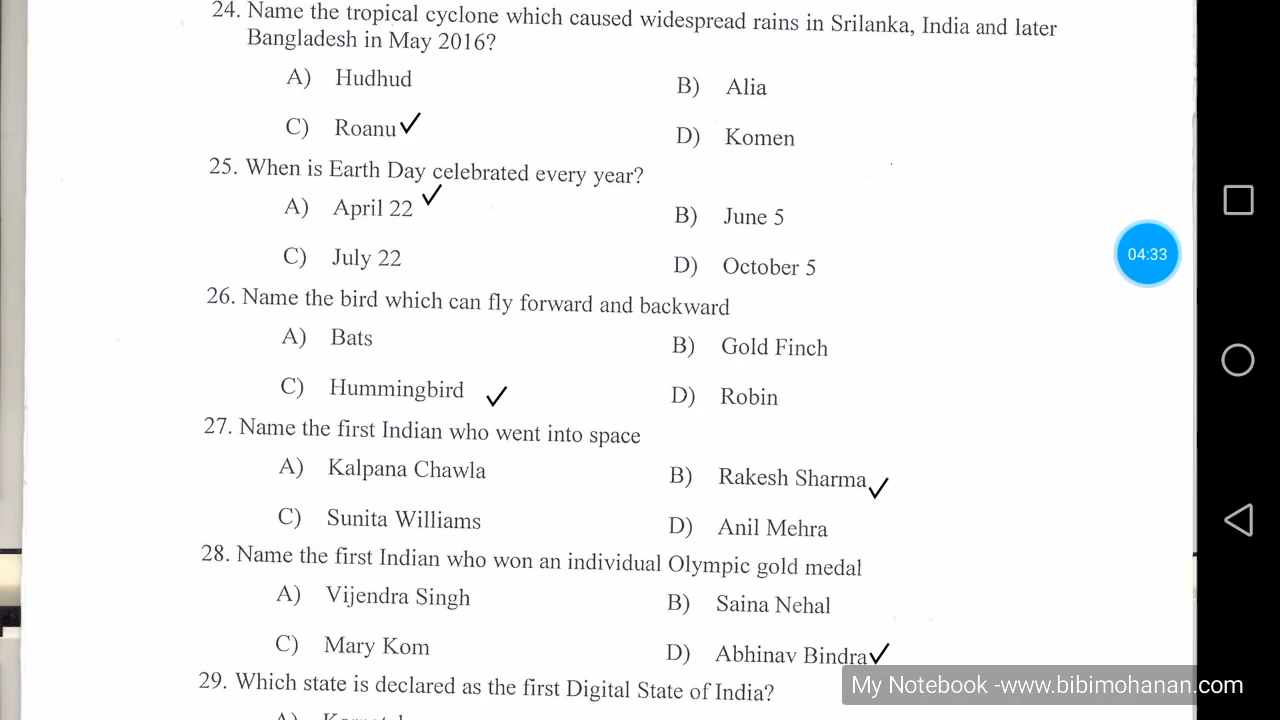 24. Name the tropical cyclone which caused widespread rains in Srilanka, India and later
Bangladesh in May 2016?
A) Hudhud
B) Alia
C) Roanu✓
D) Komen
25. When is Earth Day celebrated every year?
A) April 22 ✓
B) June 5
C) July 22
D) October 5
26. Name the bird which can fly forward and backward
A) Bats
B) Gold Finch
C) Hummingbird ✓
D) Robin
27. Name the first Indian who went into space
A) Kalpana Chawla
B) Rakesh Sharma✓
C) Sunita Williams
D) Anil Mehra
28. Name the first Indian who won an individual Olympic gold medal
A) Vijendra Singh
B) Saina Nehal
C) Mary Kom
D) Abhinav Bindra✓
29. Which state is declared as the first Digital State of India?
A)
04:33
My Notebook -www.bibimohanan.com